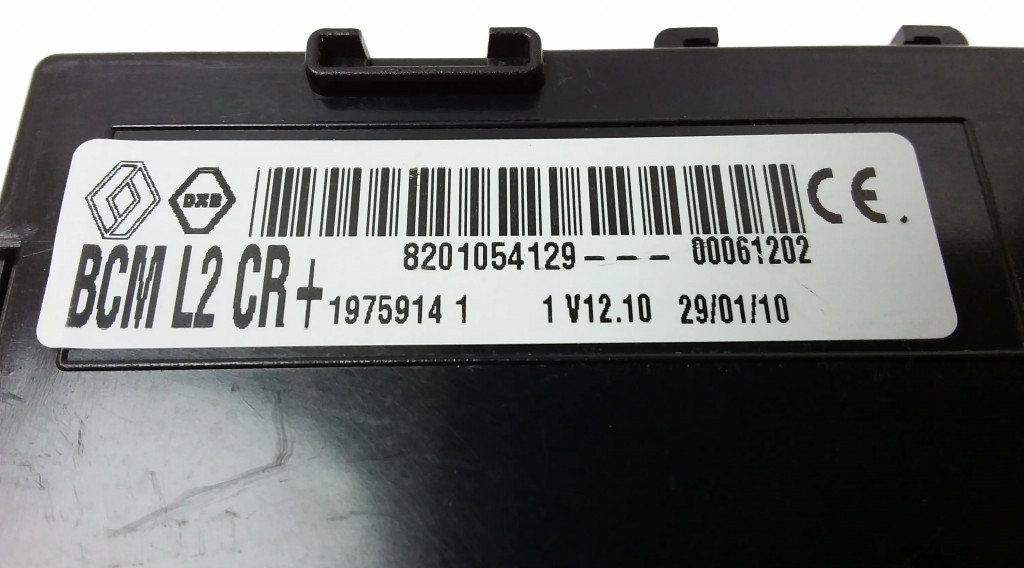 DXB
CE.
8201054129--- 00061202
BCM L2 CR+
1975914 1 1 V12.10 29/01/10